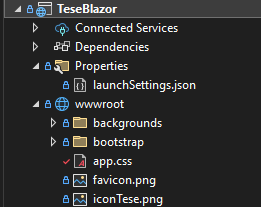 TeseBlazor
Connected Services
Dependencies
Properties
launchSettings.json
wwwroot
backgrounds
bootstrap
app.css
favicon.png
iconTese.png